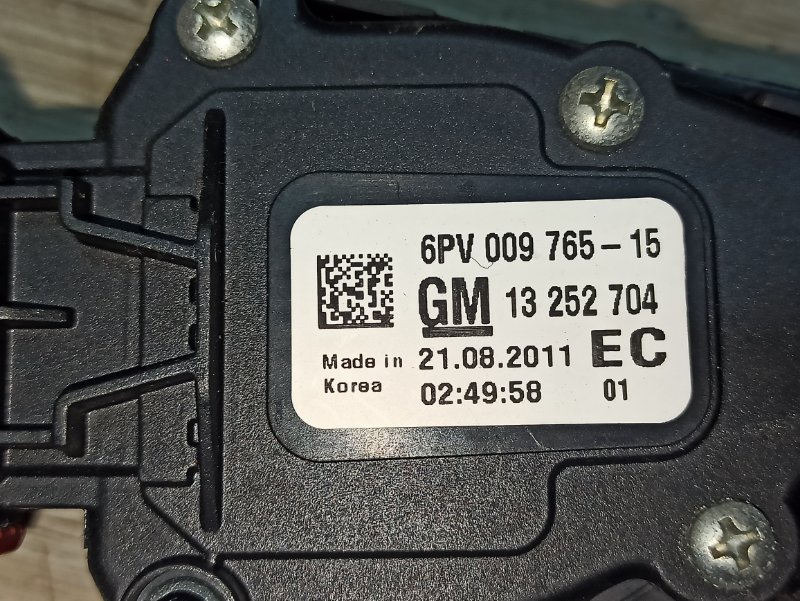 6PV 009 765-15
GM 13 252 704
Made in 21.08.2011 EC
Korea 02:49:58 01